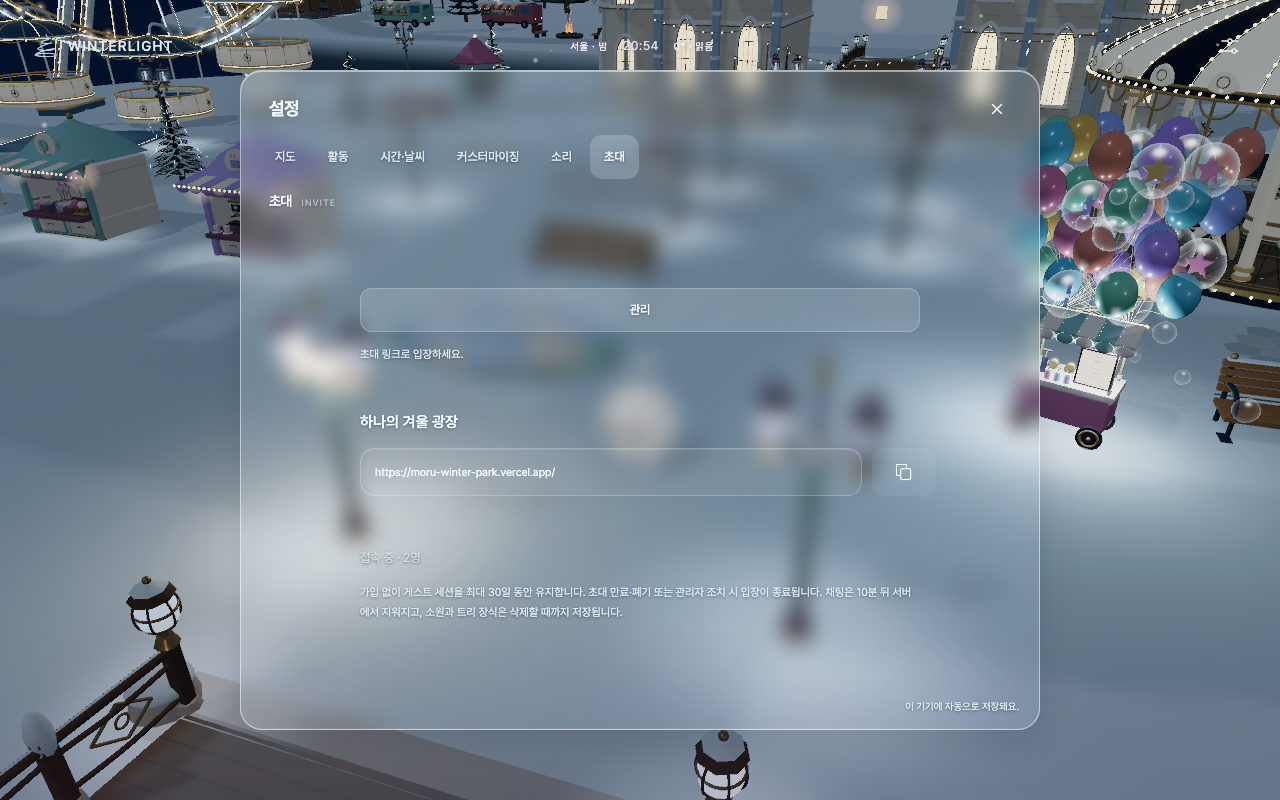 WINTERLIGHT
서울 · 밤 20:54 0° 맑음
설정
지도 활동 시간·날씨 커스터마이징 소리 초대
초대 INVITE
관리
초대 링크로 입장하세요.
하나의 겨울 광장
https://moru-winter-park.vercel.app/
접속 중 · 2명
가입 없이 게스트 세션을 최대 30일 동안 유지합니다. 초대 만료·폐기 또는 관리자 조치 시 입장이 종료됩니다. 채팅은 10분 뒤 서버
에서 지워지고, 소원과 트리 장식은 삭제할 때까지 저장됩니다.
이 기기에 자동으로 저장돼요.